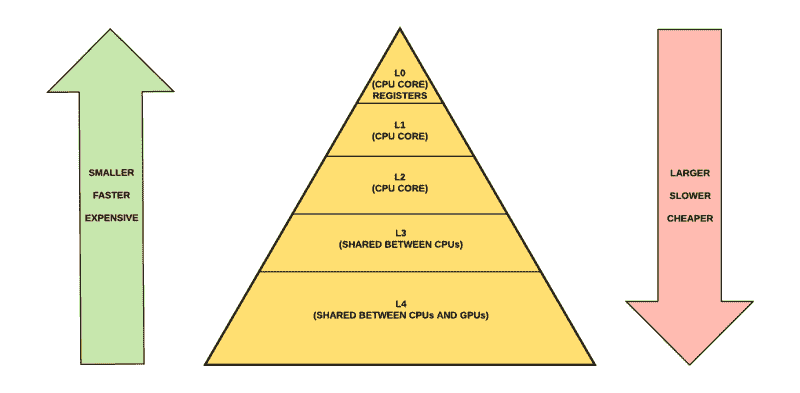 SMALLER
FASTER
EXPENSIVE
L0
(CPU CORE)
REGISTERS
L1
(CPU CORE)
L2
(CPU CORE)
L3
(SHARED BETWEEN CPUs)
L4
(SHARED BETWEEN CPUs AND GPUs)
LARGER
SLOWER
CHEAPER